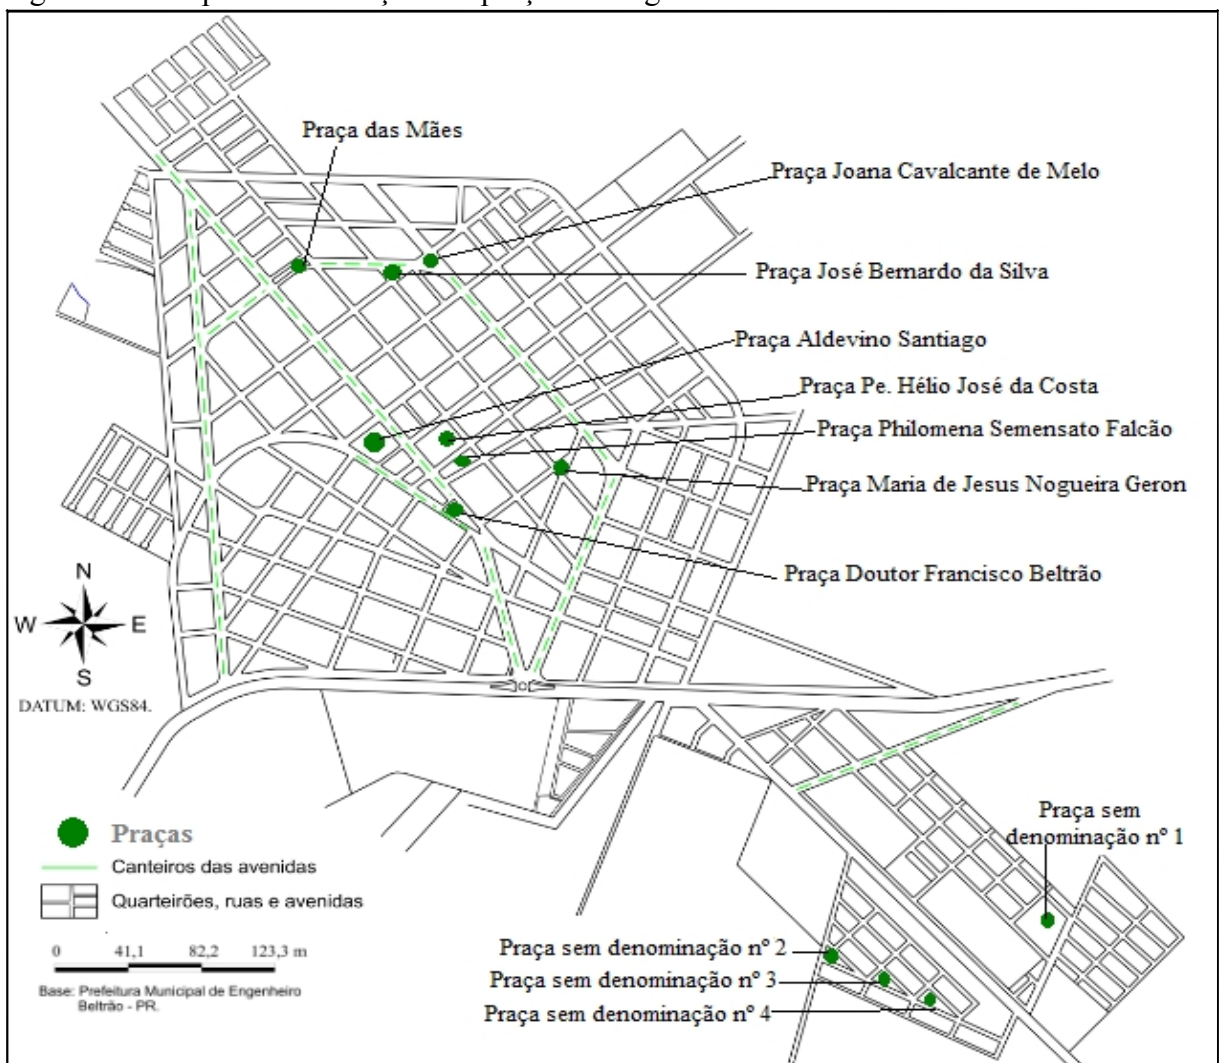 Praça das Mães
Praça Joana Cavalcante de Melo
Praça José Bernardo da Silva
Praça Aldevino Santiago
Praça Pe. Hélio José da Costa
Praça Philomena Semensato Falcão
Praça Maria de Jesus Nogueira Geron
Praça Doutor Francisco Beltrão
N
W E
S
DATUM: WGS84.
Praças
Canteiros das avenidas
Quarteirões, ruas e avenidas
0 41,1 82,2 123,3 m
Base: Prefeitura Municipal de Engenheiro
Beltrão - PR.
Praça sem
denominação nº 1
Praça sem denominação nº 2
Praça sem denominação nº 3
Praça sem denominação nº 4